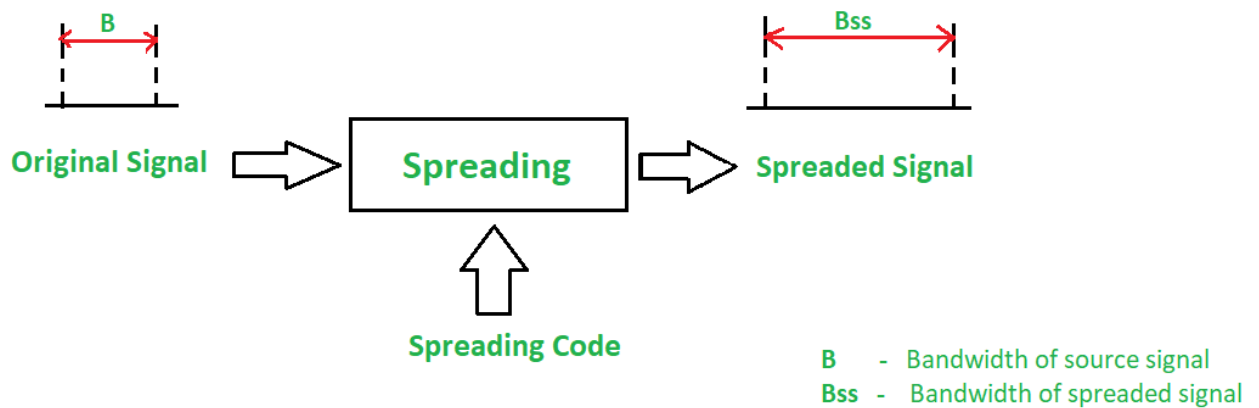 B
Bss
Original Signal
Spreading
Spreaded Signal
Spreading Code
B - Bandwidth of source signal
Bss - Bandwidth of spreaded signal